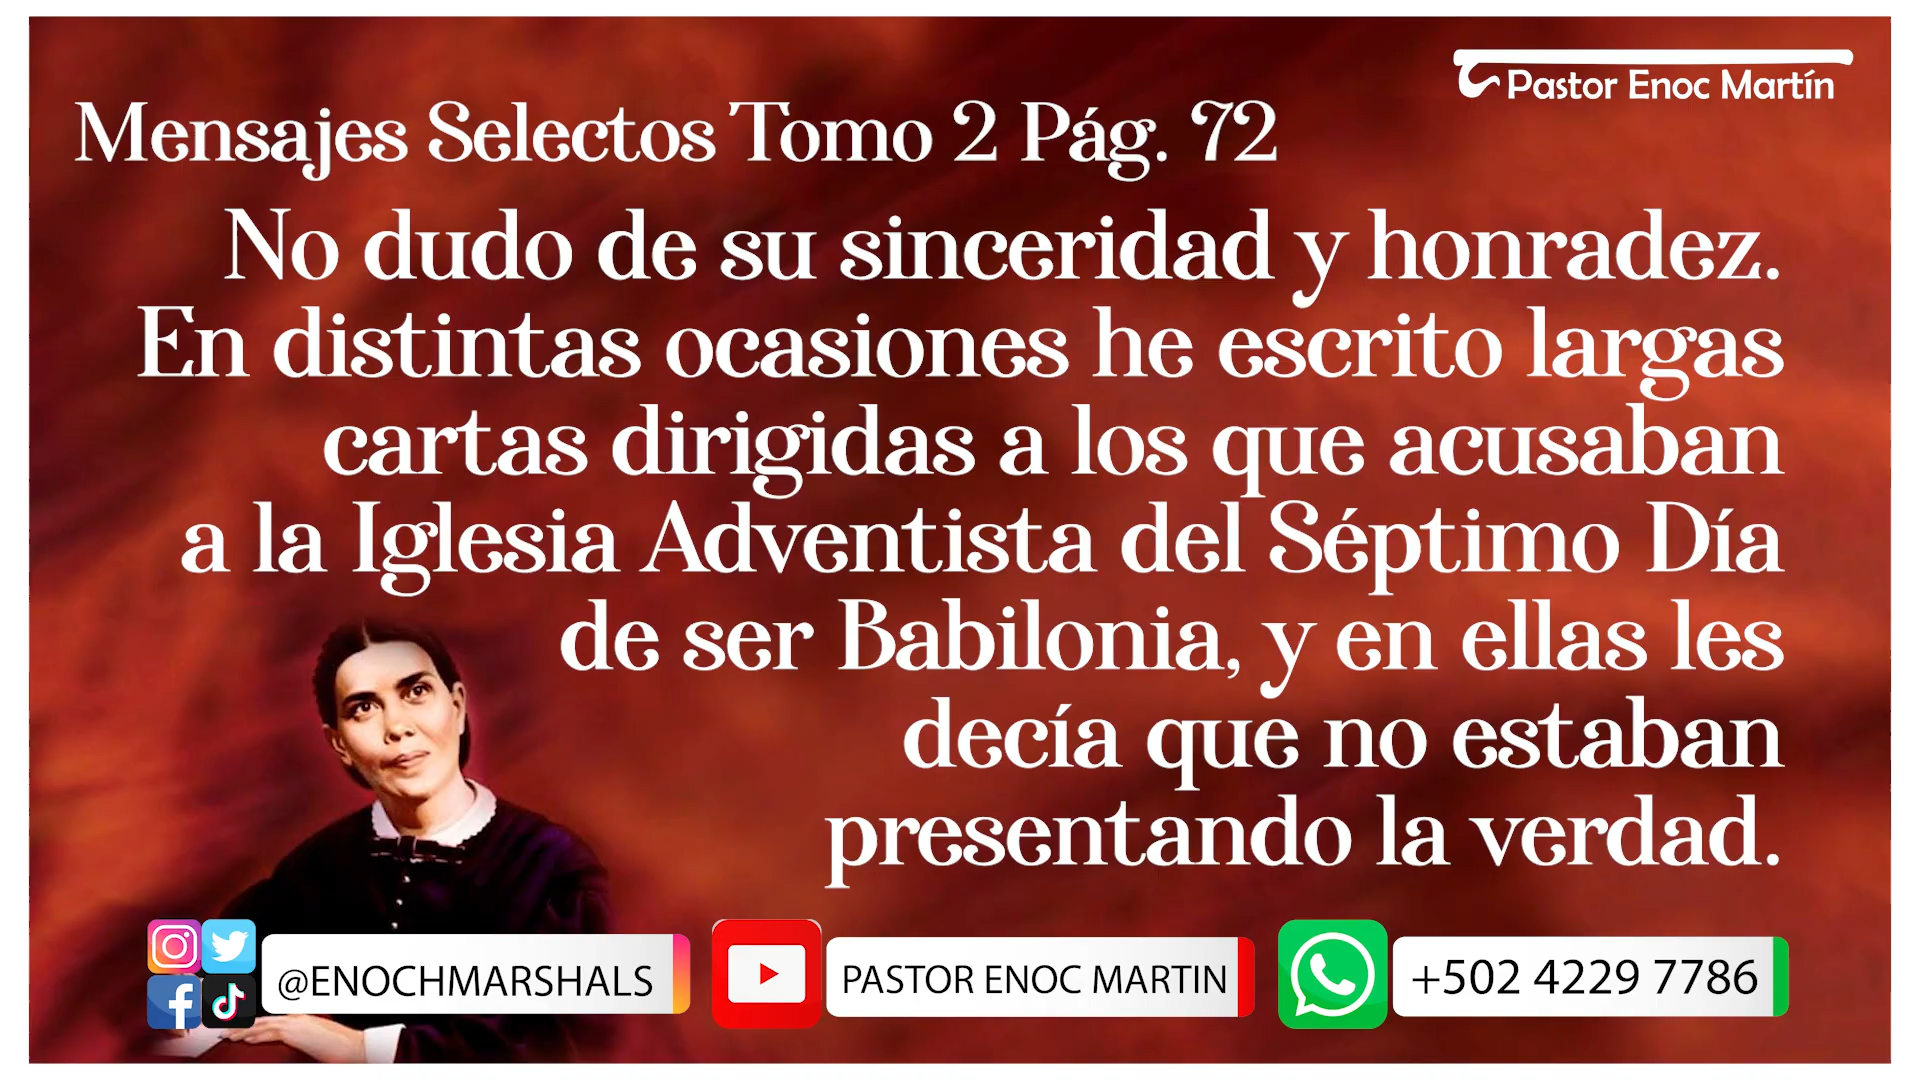 Pastor Enoc Martín
Mensajes Selectos Tomo 2 Pág. 72
No dudo de su sinceridad y honradez.
En distintas ocasiones he escrito largas
cartas dirigidas a los que acusaban
a la Iglesia Adventista del Séptimo Día
de ser Babilonia, y en ellas les
decía que no estaban
presentando la verdad.
@ENOCHMARSHALS
PASTOR ENOC MARTIN
+502 4229 7786